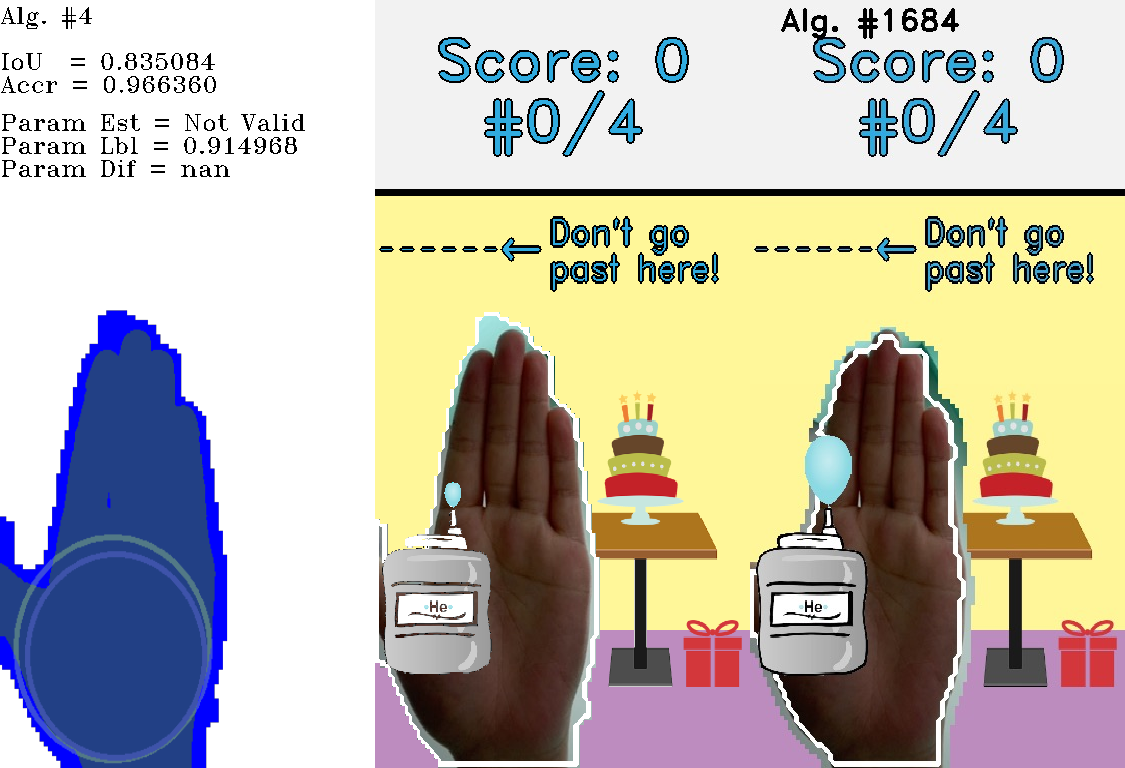 Alg. #4
IoU = 0.835084
Accr = 0.966360
Param Est = Not Valid
Param Lbl = 0.914968
Param Dif = nan
Score: 0
#0/4
Don't go
past here!
He
Alg. #1684
Score: 0
#0/4
Don't go
past here!
He